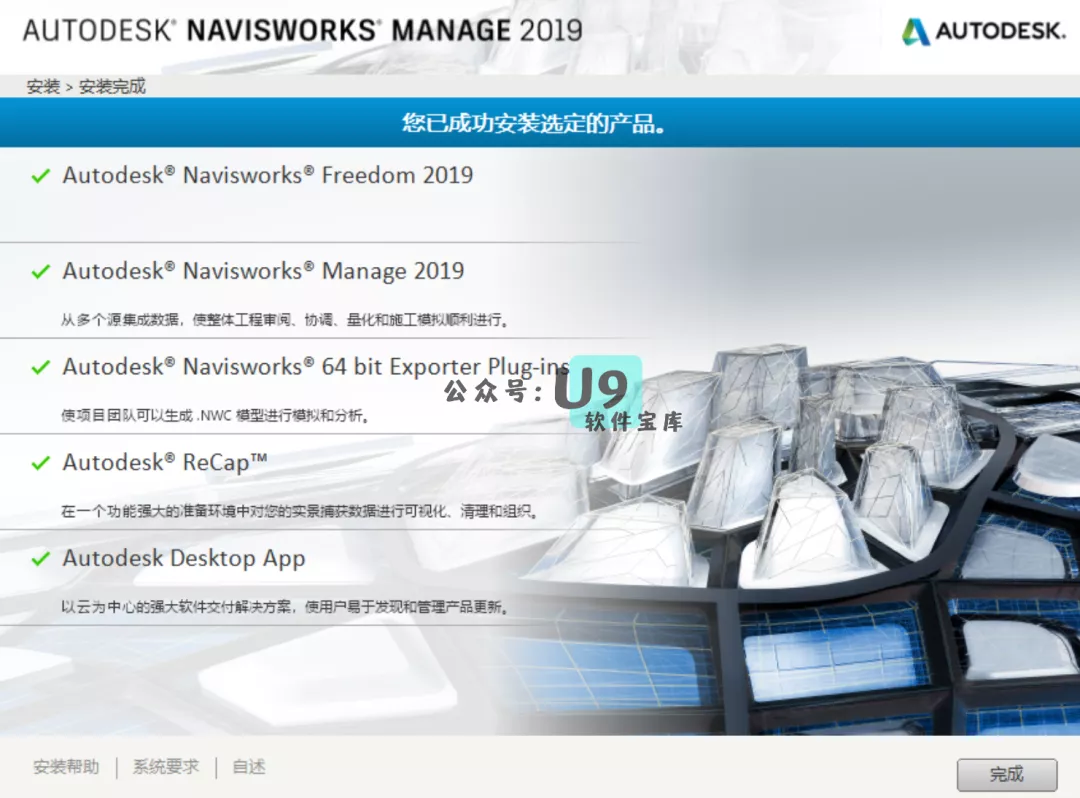 AUTODESK® NAVISWORKS® MANAGE 2019
AUTODESK.
安装 > 安装完成
您已成功安装选定的产品。
Autodesk® Navisworks® Freedom 2019
Autodesk® Navisworks® Manage 2019
从多个源集成数据，使整体工程审阅、协调、量化和施工模拟顺利进行。
Autodesk® Navisworks® 64 bit Exporter Plug-ins
公众号：U9
软件宝库
使项目团队可以生成 .NWC 模型进行模拟和分析。
Autodesk® ReCap™
在一个功能强大的准备环境中对您的实景捕获数据进行可视化、清理和组织。
Autodesk Desktop App
以云为中心的强大软件交付解决方案，使用户易于发现和管理产品更新。
安装帮助 | 系统要求 | 自述
完成